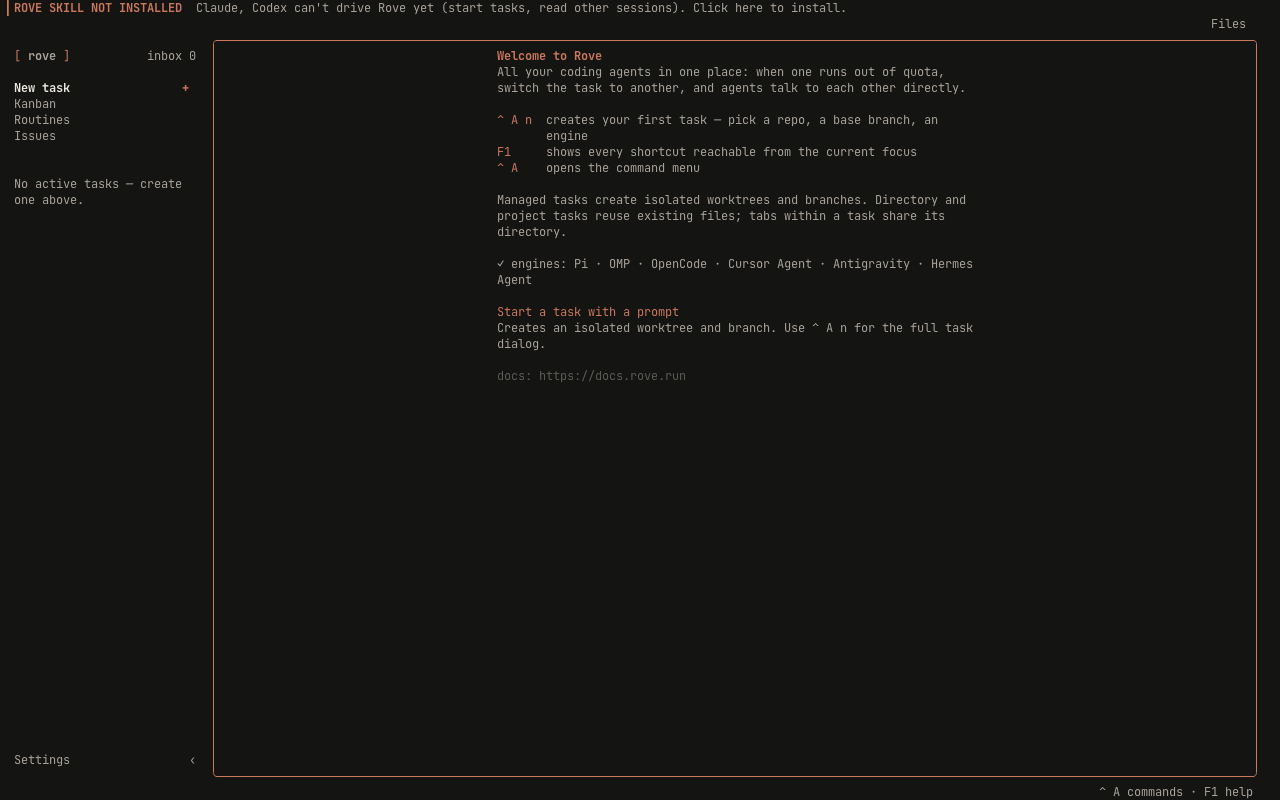 ROVE SKILL NOT INSTALLED  Claude, Codex can't drive Rove yet (start tasks, read other sessions). Click here to install.
Files
[ rove ]  inbox 0
New task  +
Kanban
Routines
Issues
No active tasks — create
one above.
Settings  ‹
Welcome to Rove
All your coding agents in one place: when one runs out of quota,
switch the task to another, and agents talk to each other directly.
^ A n  creates your first task — pick a repo, a base branch, an
engine
F1  shows every shortcut reachable from the current focus
^ A  opens the command menu
Managed tasks create isolated worktrees and branches. Directory and
project tasks reuse existing files; tabs within a task share its
directory.
✓ engines: Pi · OMP · OpenCode · Cursor Agent · Antigravity · Hermes
Agent
Start a task with a prompt
Creates an isolated worktree and branch. Use ^ A n for the full task
dialog.
docs: https://docs.rove.run
^ A commands · F1 help